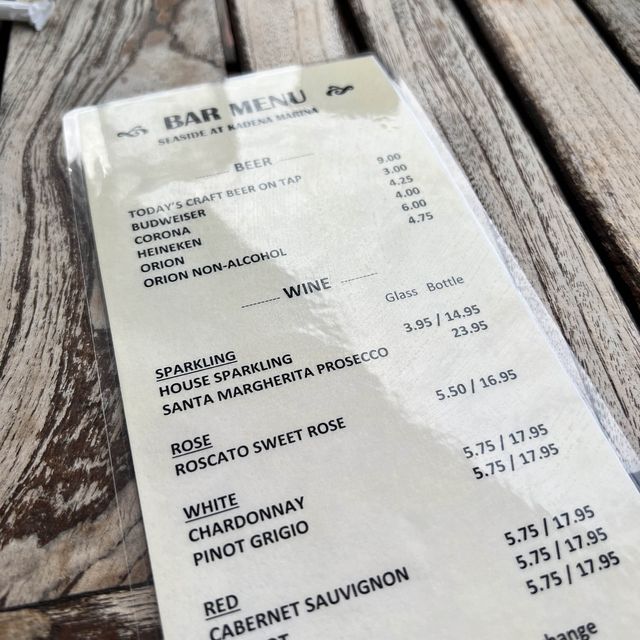 BAR MENU
SEASIDE AT KADENA MARINA
BEER
TODAY'S CRAFT BEER ON TAP 9.00
BUDWEISER 3.00
CORONA 4.25
HEINEKEN 4.00
ORION 6.00
ORION NON-ALCOHOL 4.75
WINE
Glass Bottle
SPARKLING
HOUSE SPARKLING 3.95 / 14.95
SANTA MARGHERITA PROSECCO 23.95
ROSE
ROSCATO SWEET ROSE 5.50 / 16.95
WHITE
CHARDONNAY 5.75 / 17.95
PINOT GRIGIO 5.75 / 17.95
RED
CABERNET SAUVIGNON 5.75 / 17.95
5.75 / 17.95
5.75 / 17.95